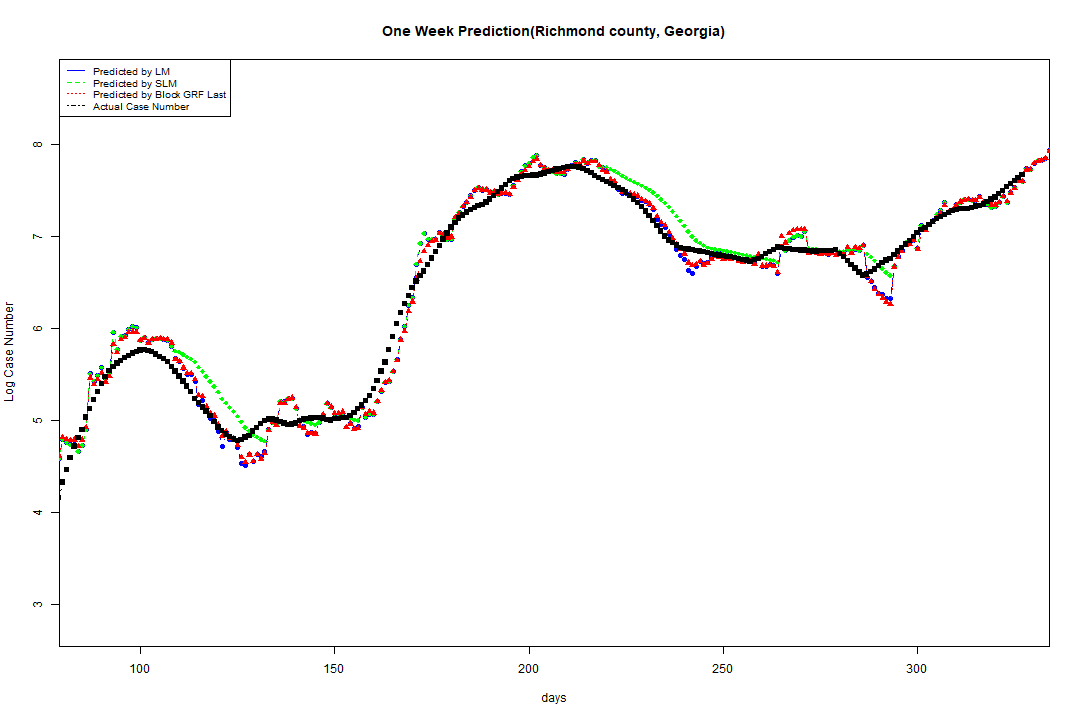 One Week Prediction(Richmond county, Georgia)
Predicted by LM
Predicted by SLM
Predicted by Block GRF Last
Actual Case Number
8
7
6
5
4
3
Log Case Number
100 150 200 250 300
days